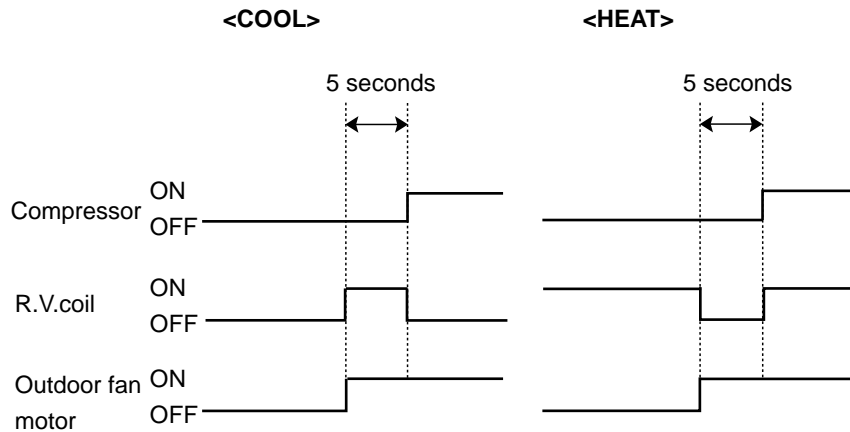 <COOL> <HEAT>
5 seconds 5 seconds
Compressor ON
OFF
R.V.coil ON
OFF
Outdoor fan motor ON
OFF